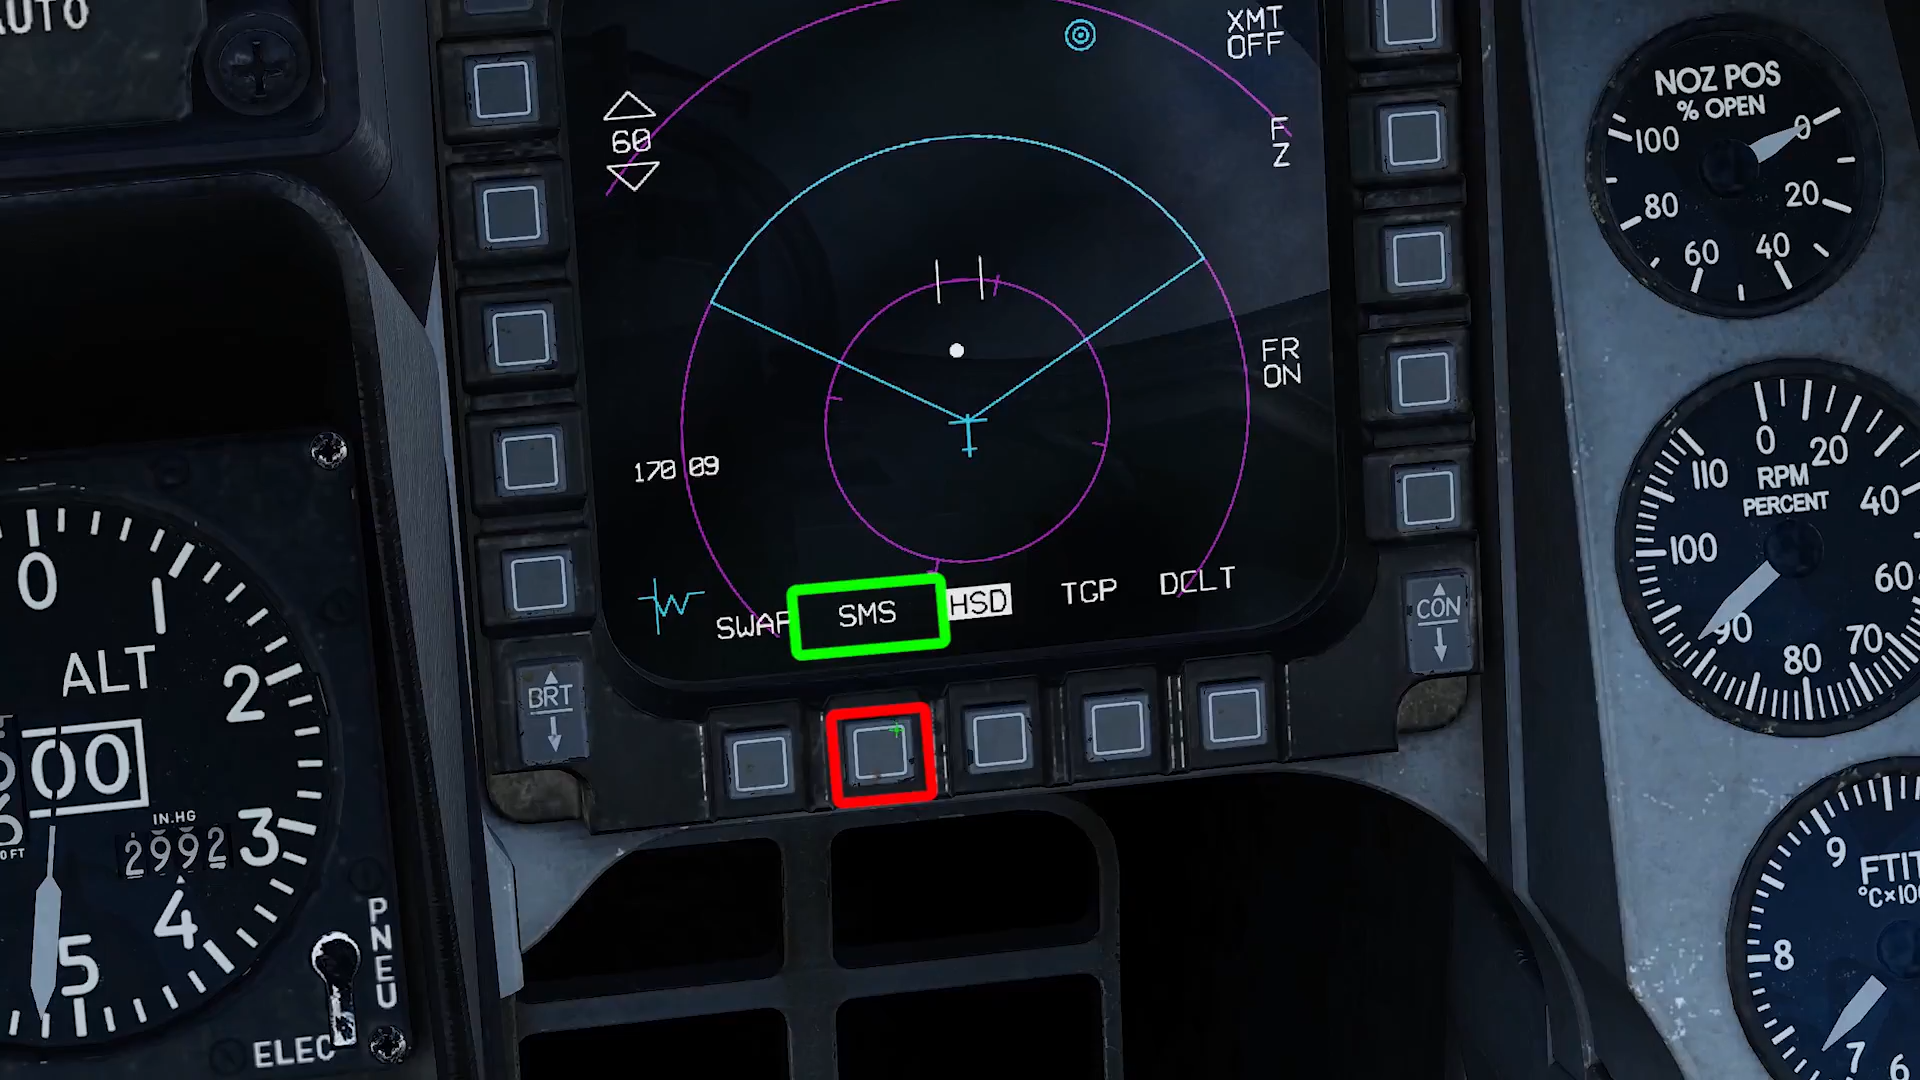 AUTO
XMT
OFF
60
F
Z
FR
ON
170 09
SWAP
SMS
HSD
TGP
DCLT
BRT
CON
NOZ POS
% OPEN
100
0
80
20
60
40
0
20
110
RPM
PERCENT
40
100
60
90
80
70
9
FTIT
°C×100
8
7
6
0
1
ALT
2
00
IN.HG
2992
3
FT
4
5
PNEU
ELEC